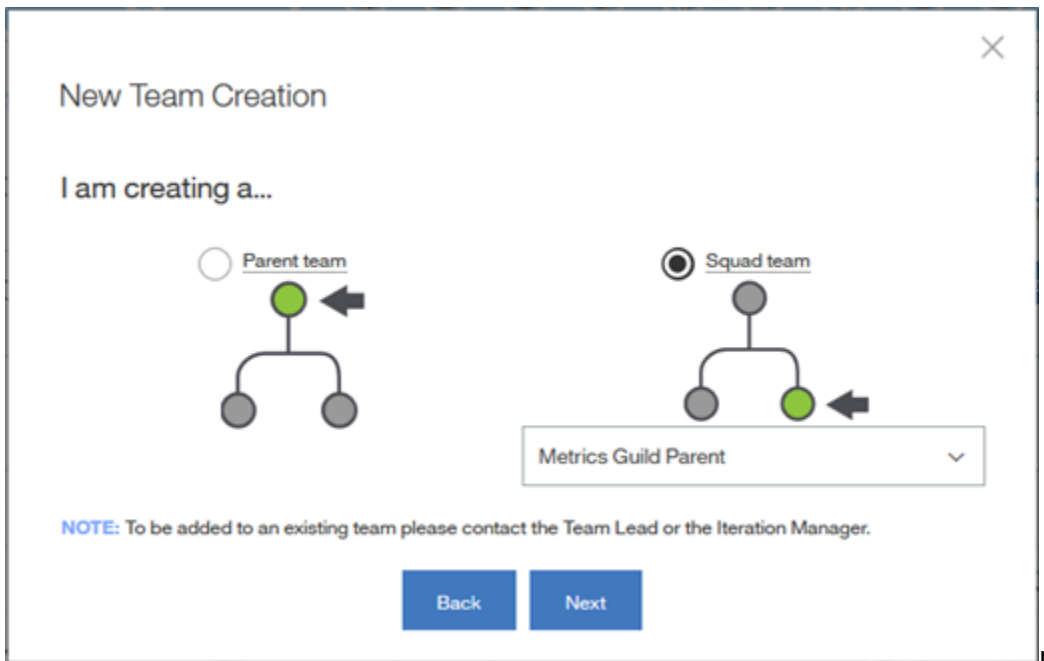 New Team Creation
I am creating a...
Parent team
Squad team
Metrics Guild Parent
NOTE: To be added to an existing team please contact the Team Lead or the Iteration Manager.
Back
Next